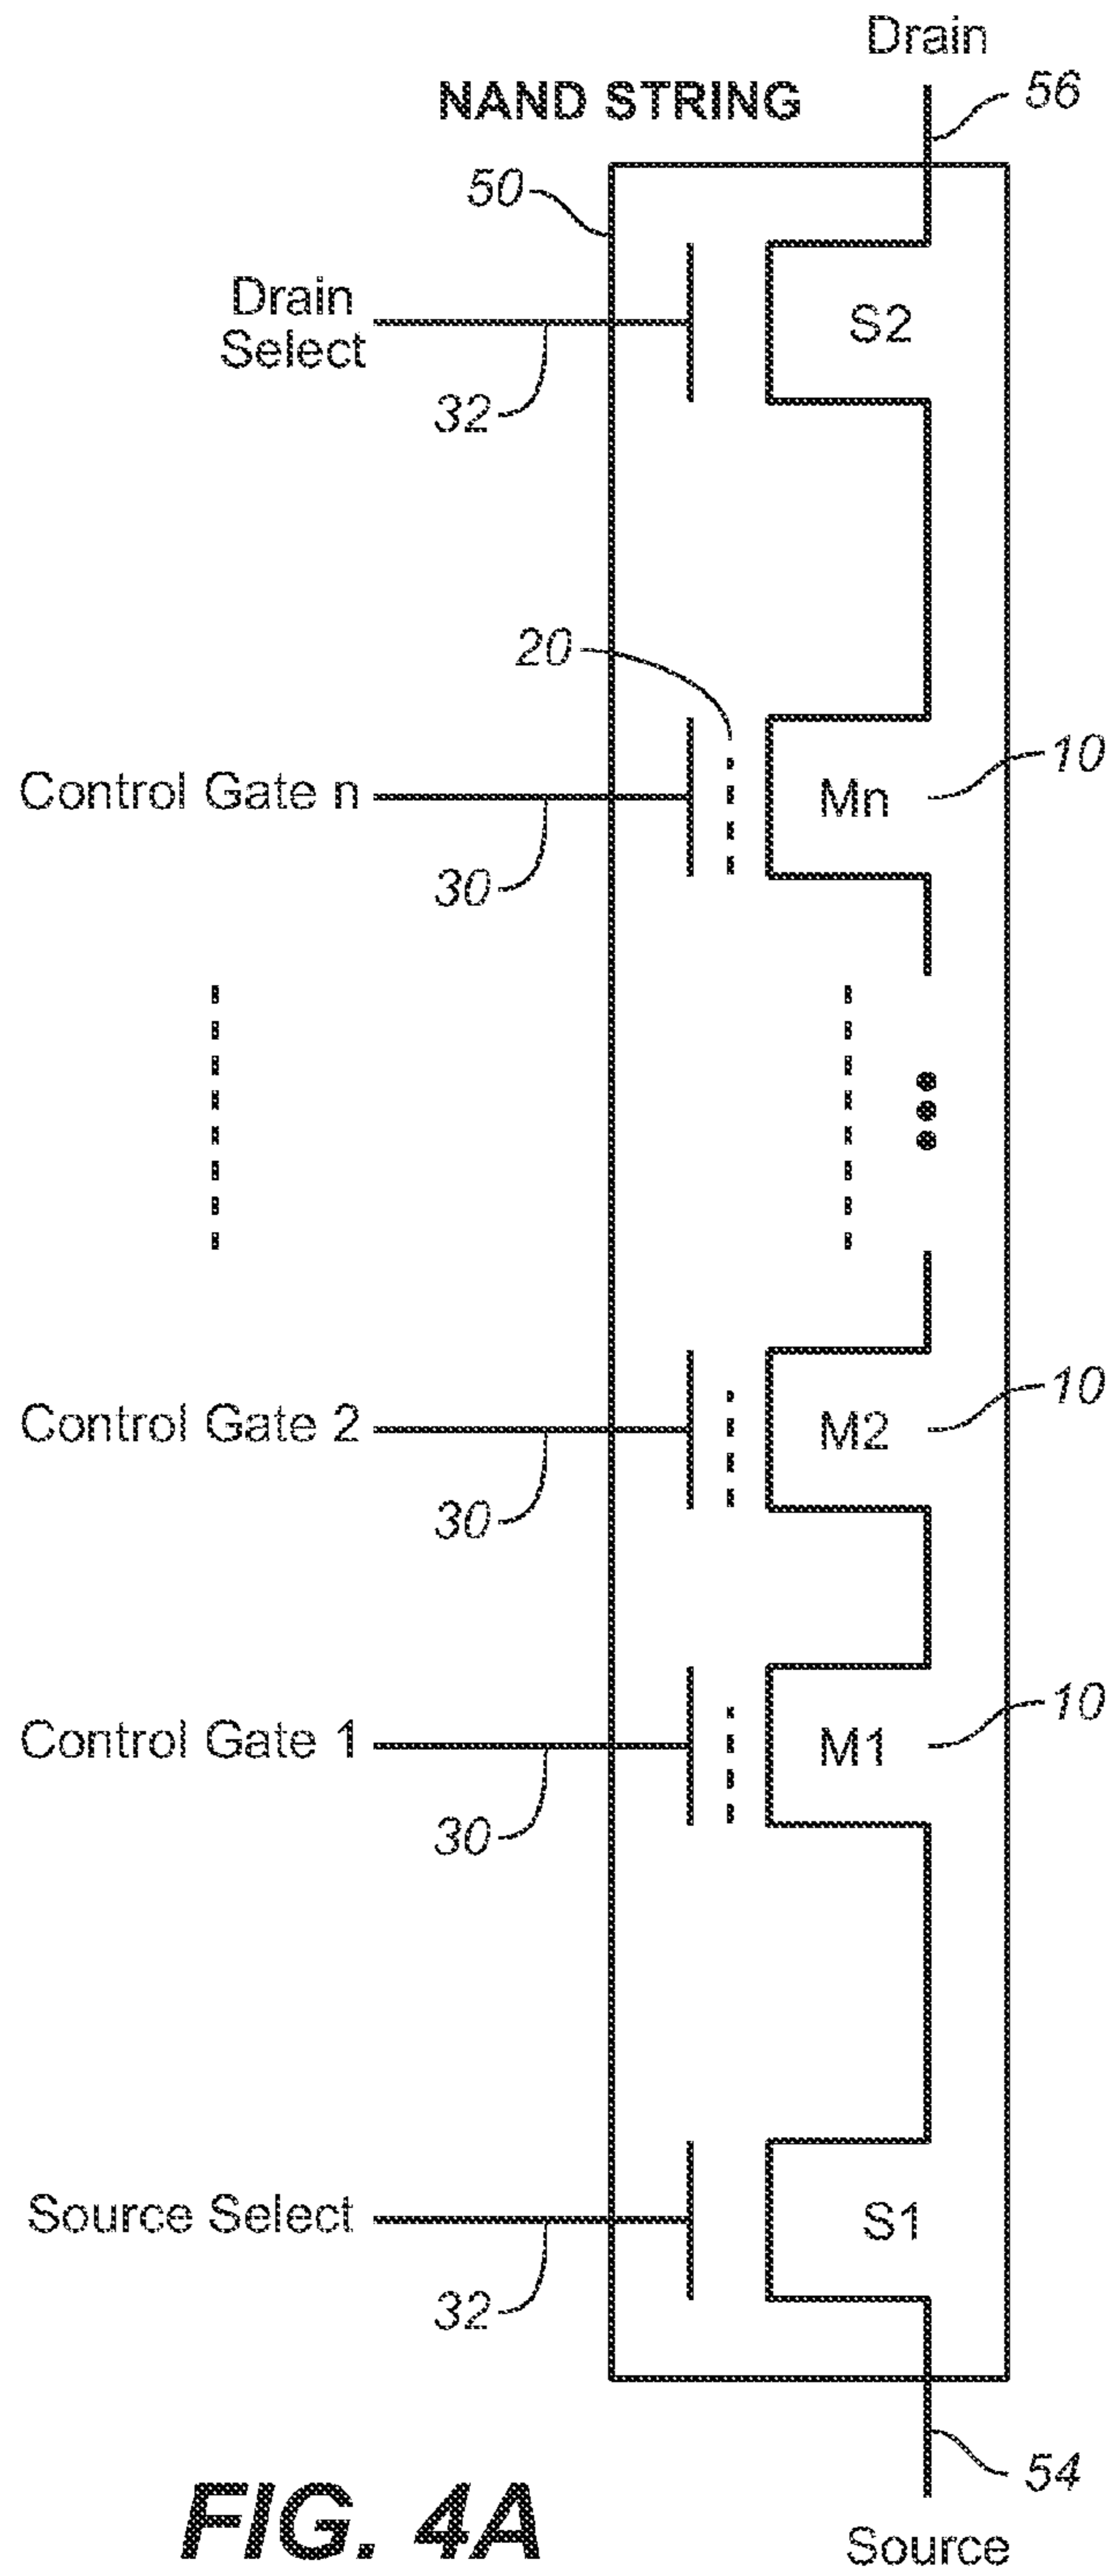 Drain
56
NAND STRING
50
Drain
Select
S2
32
20
Control Gate n
Mn
10
30
Control Gate 2
M2
10
30
Control Gate 1
M1
10
30
Source Select
S1
32
54
FIG. 4A
Source